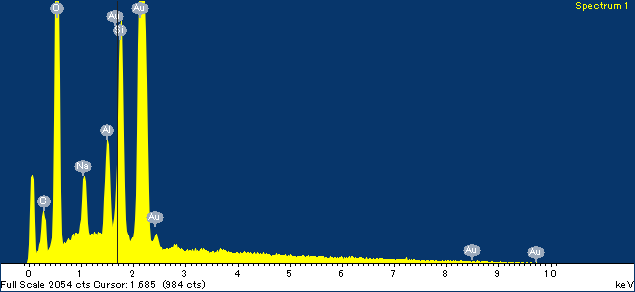 Spectrum 1
O
Au
Au
Si
Al
Na
Au
Au
Au
0 1 2 3 4 5 6 7 8 9 10
Full Scale 2054 cts Cursor: 1.685 (984 cts) keV